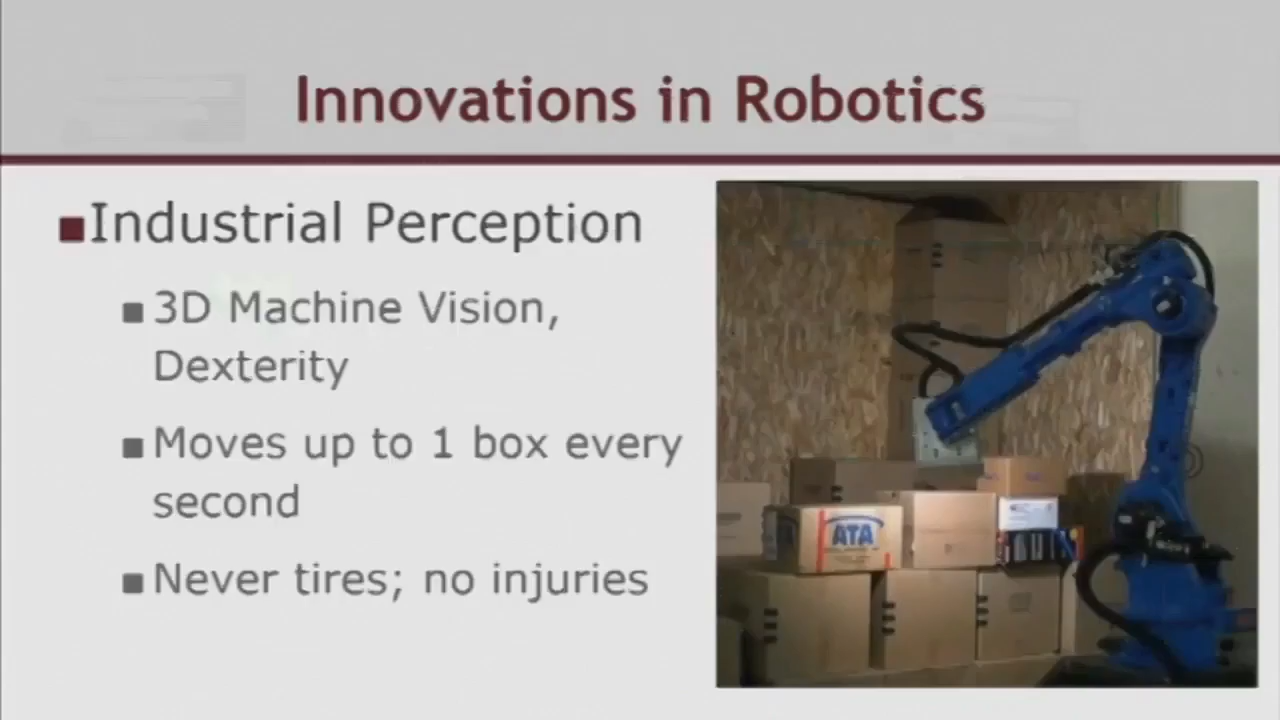 Innovations in Robotics
Industrial Perception
3D Machine Vision,
Dexterity
Moves up to 1 box every
second
Never tires; no injuries
ATA